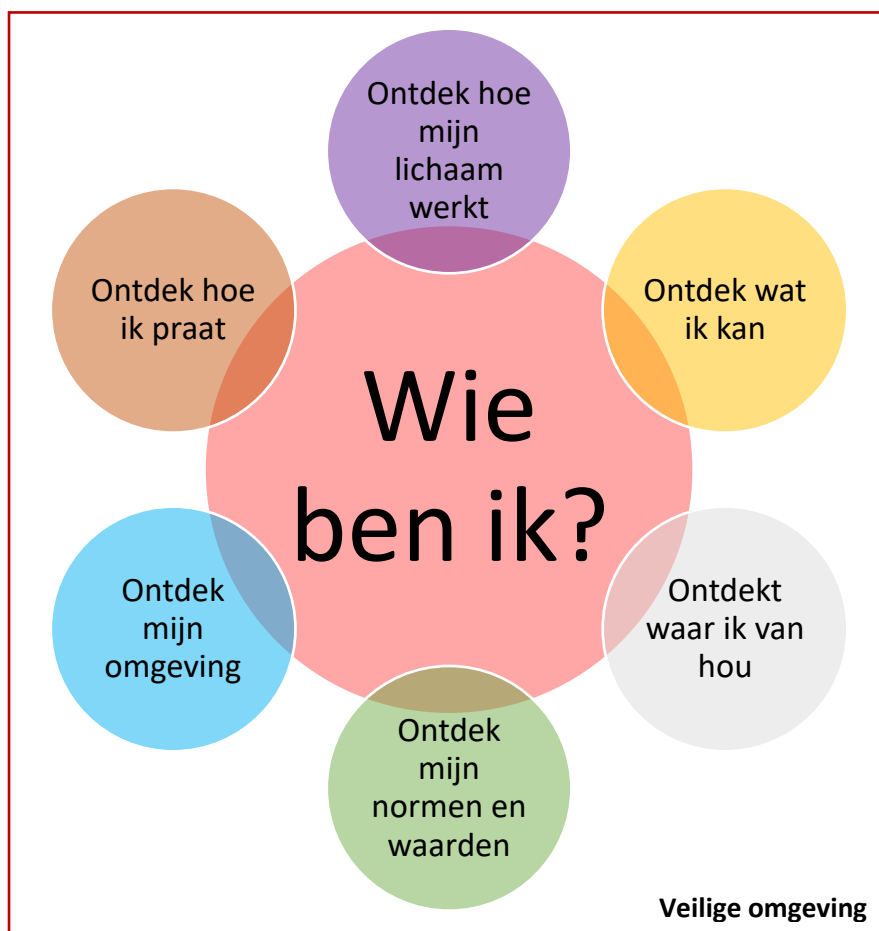 Ontdek hoe
mijn
lichaam
werkt
Ontdek hoe
ik praat
Ontdek wat
ik kan
Wie
ben ik?
Ontdek
mijn
omgeving
Ontdekt
waar ik van
hou
Ontdek
mijn
normen en
waarden
Veilige omgeving